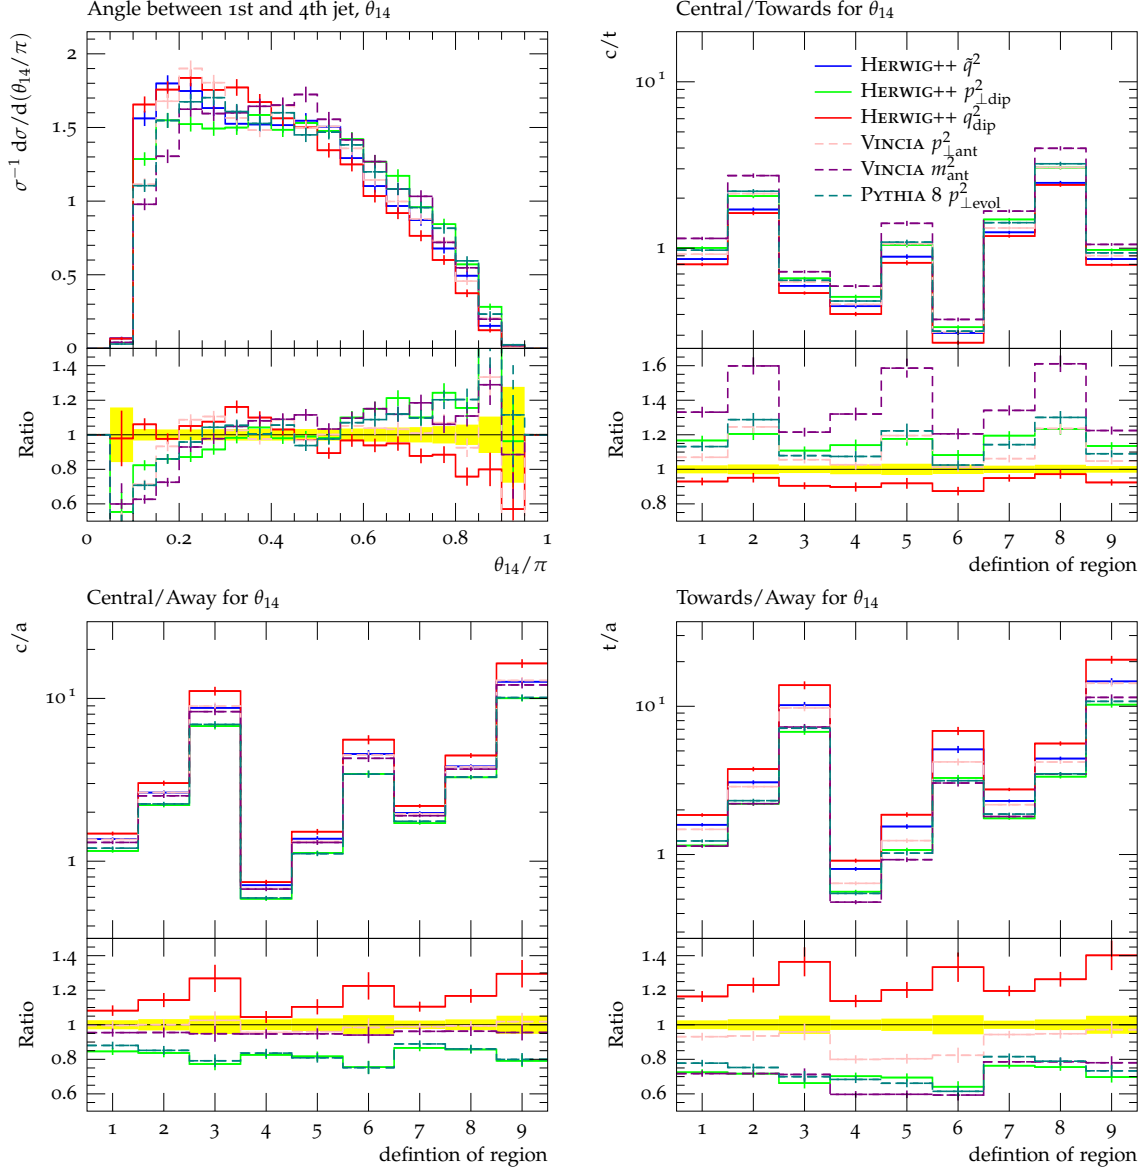 Angle between 1st and 4th jet, θ14
σ−1 dσ/d(θ14/π)
2
1.5
1
0.5
0
Ratio
1.4
1.2
1.0
0.8
0.6
0 0.2 0.4 0.6 0.8 1
θ14/π
Central/Towards for θ14
c/t
10^1
1
HERWIG++ q̃²
HERWIG++ p²⊥dip
HERWIG++ q²dip
VINCIA p²⊥ant
VINCIA m²ant
PYTHIA 8 p²⊥evol
Ratio
1.6
1.4
1.2
1
0.8
1 2 3 4 5 6 7 8 9
defintion of region
Central/Away for θ14
c/a
10^1
1
Ratio
1.4
1.2
1
0.8
0.6
1 2 3 4 5 6 7 8 9
defintion of region
Towards/Away for θ14
t/a
10^1
1
Ratio
1.4
1.2
1
0.8
0.6
1 2 3 4 5 6 7 8 9
defintion of region